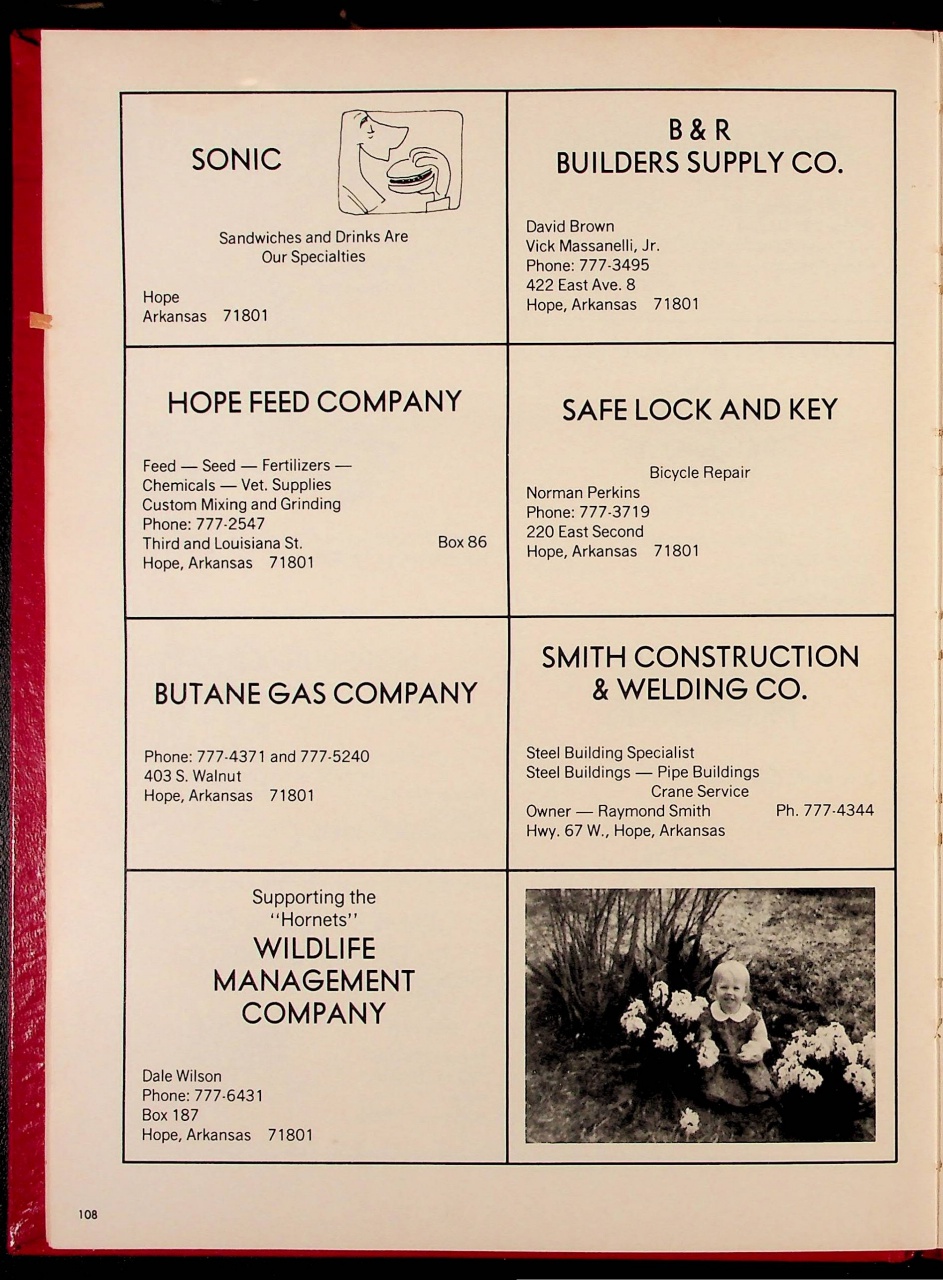 SONIC
Sandwiches and Drinks Are
Our Specialties
Hope
Arkansas 71801
B & R
BUILDERS SUPPLY CO.
David Brown
Vick Massanelli, Jr.
Phone: 777-3495
422 East Ave. 8
Hope, Arkansas 71801
HOPE FEED COMPANY
Feed — Seed — Fertilizers —
Chemicals — Vet. Supplies
Custom Mixing and Grinding
Phone: 777-2547
Third and Louisiana St. Box 86
Hope, Arkansas 71801
SAFE LOCK AND KEY
Bicycle Repair
Norman Perkins
Phone: 777-3719
220 East Second
Hope, Arkansas 71801
BUTANE GAS COMPANY
Phone: 777-4371 and 777-5240
403 S. Walnut
Hope, Arkansas 71801
SMITH CONSTRUCTION
& WELDING CO.
Steel Building Specialist
Steel Buildings — Pipe Buildings
Crane Service
Owner — Raymond Smith Ph. 777-4344
Hwy. 67 W., Hope, Arkansas
Supporting the
"Hornets"
WILDLIFE
MANAGEMENT
COMPANY
Dale Wilson
Phone: 777-6431
Box 187
Hope, Arkansas 71801
108